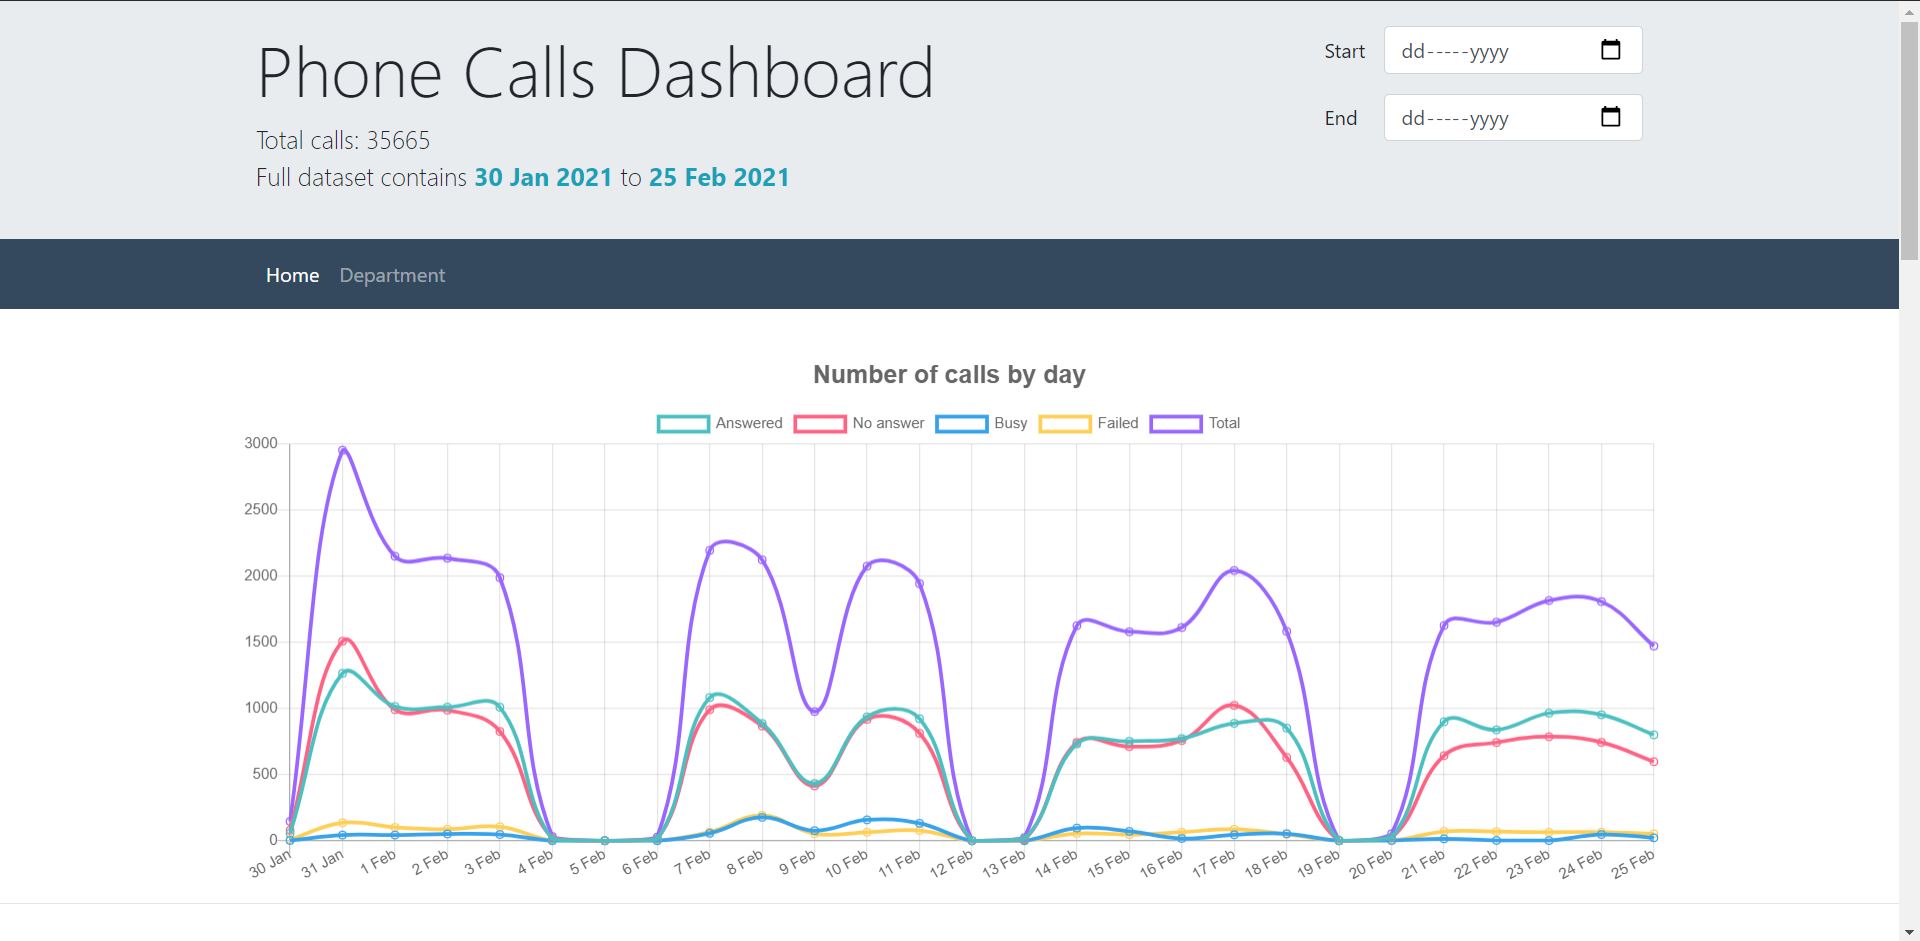 Phone Calls Dashboard
Total calls: 35665
Full dataset contains 30 Jan 2021 to 25 Feb 2021
Start dd-----yyyy
End dd-----yyyy
Home Department
Number of calls by day
Answered No answer Busy Failed Total
3000
2500
2000
1500
1000
500
0
30 Jan 31 Jan 1 Feb 2 Feb 3 Feb 4 Feb 5 Feb 6 Feb 7 Feb 8 Feb 9 Feb 10 Feb 11 Feb 12 Feb 13 Feb 14 Feb 15 Feb 16 Feb 17 Feb 18 Feb 19 Feb 20 Feb 21 Feb 22 Feb 23 Feb 24 Feb 25 Feb